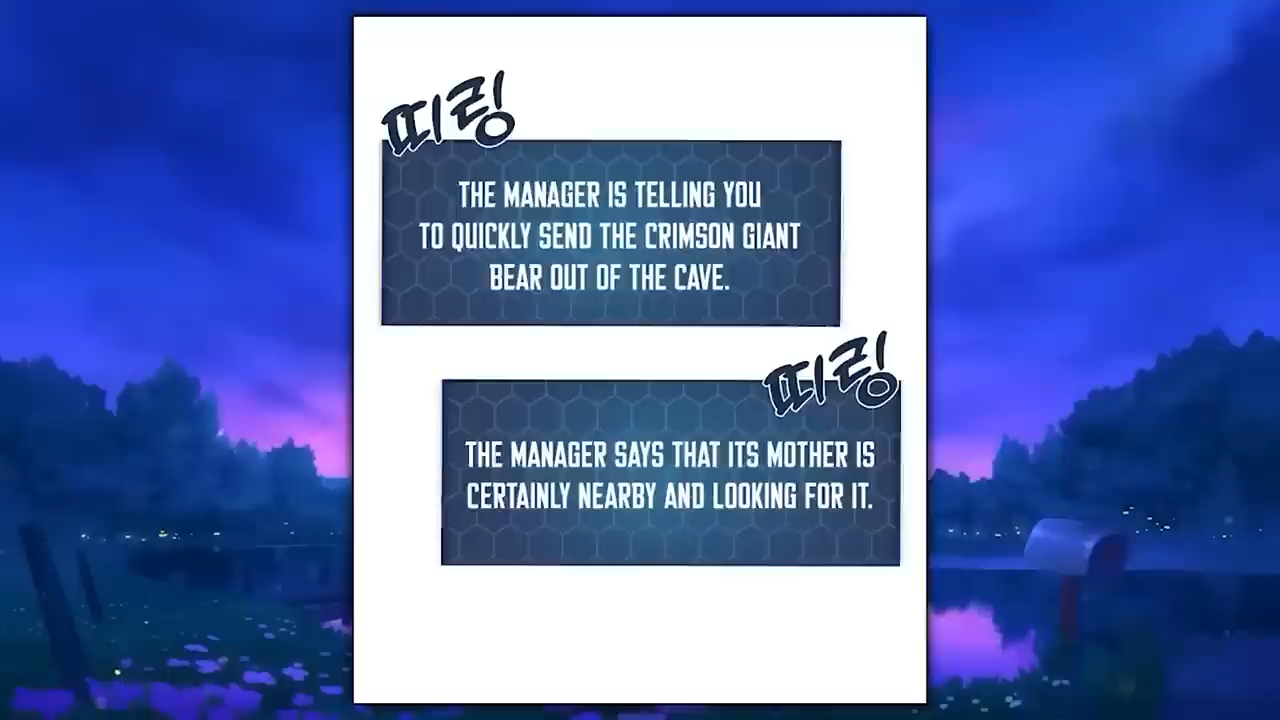 띠링
THE MANAGER IS TELLING YOU
TO QUICKLY SEND THE CRIMSON GIANT
BEAR OUT OF THE CAVE.
띠링
THE MANAGER SAYS THAT ITS MOTHER IS
CERTAINLY NEARBY AND LOOKING FOR IT.